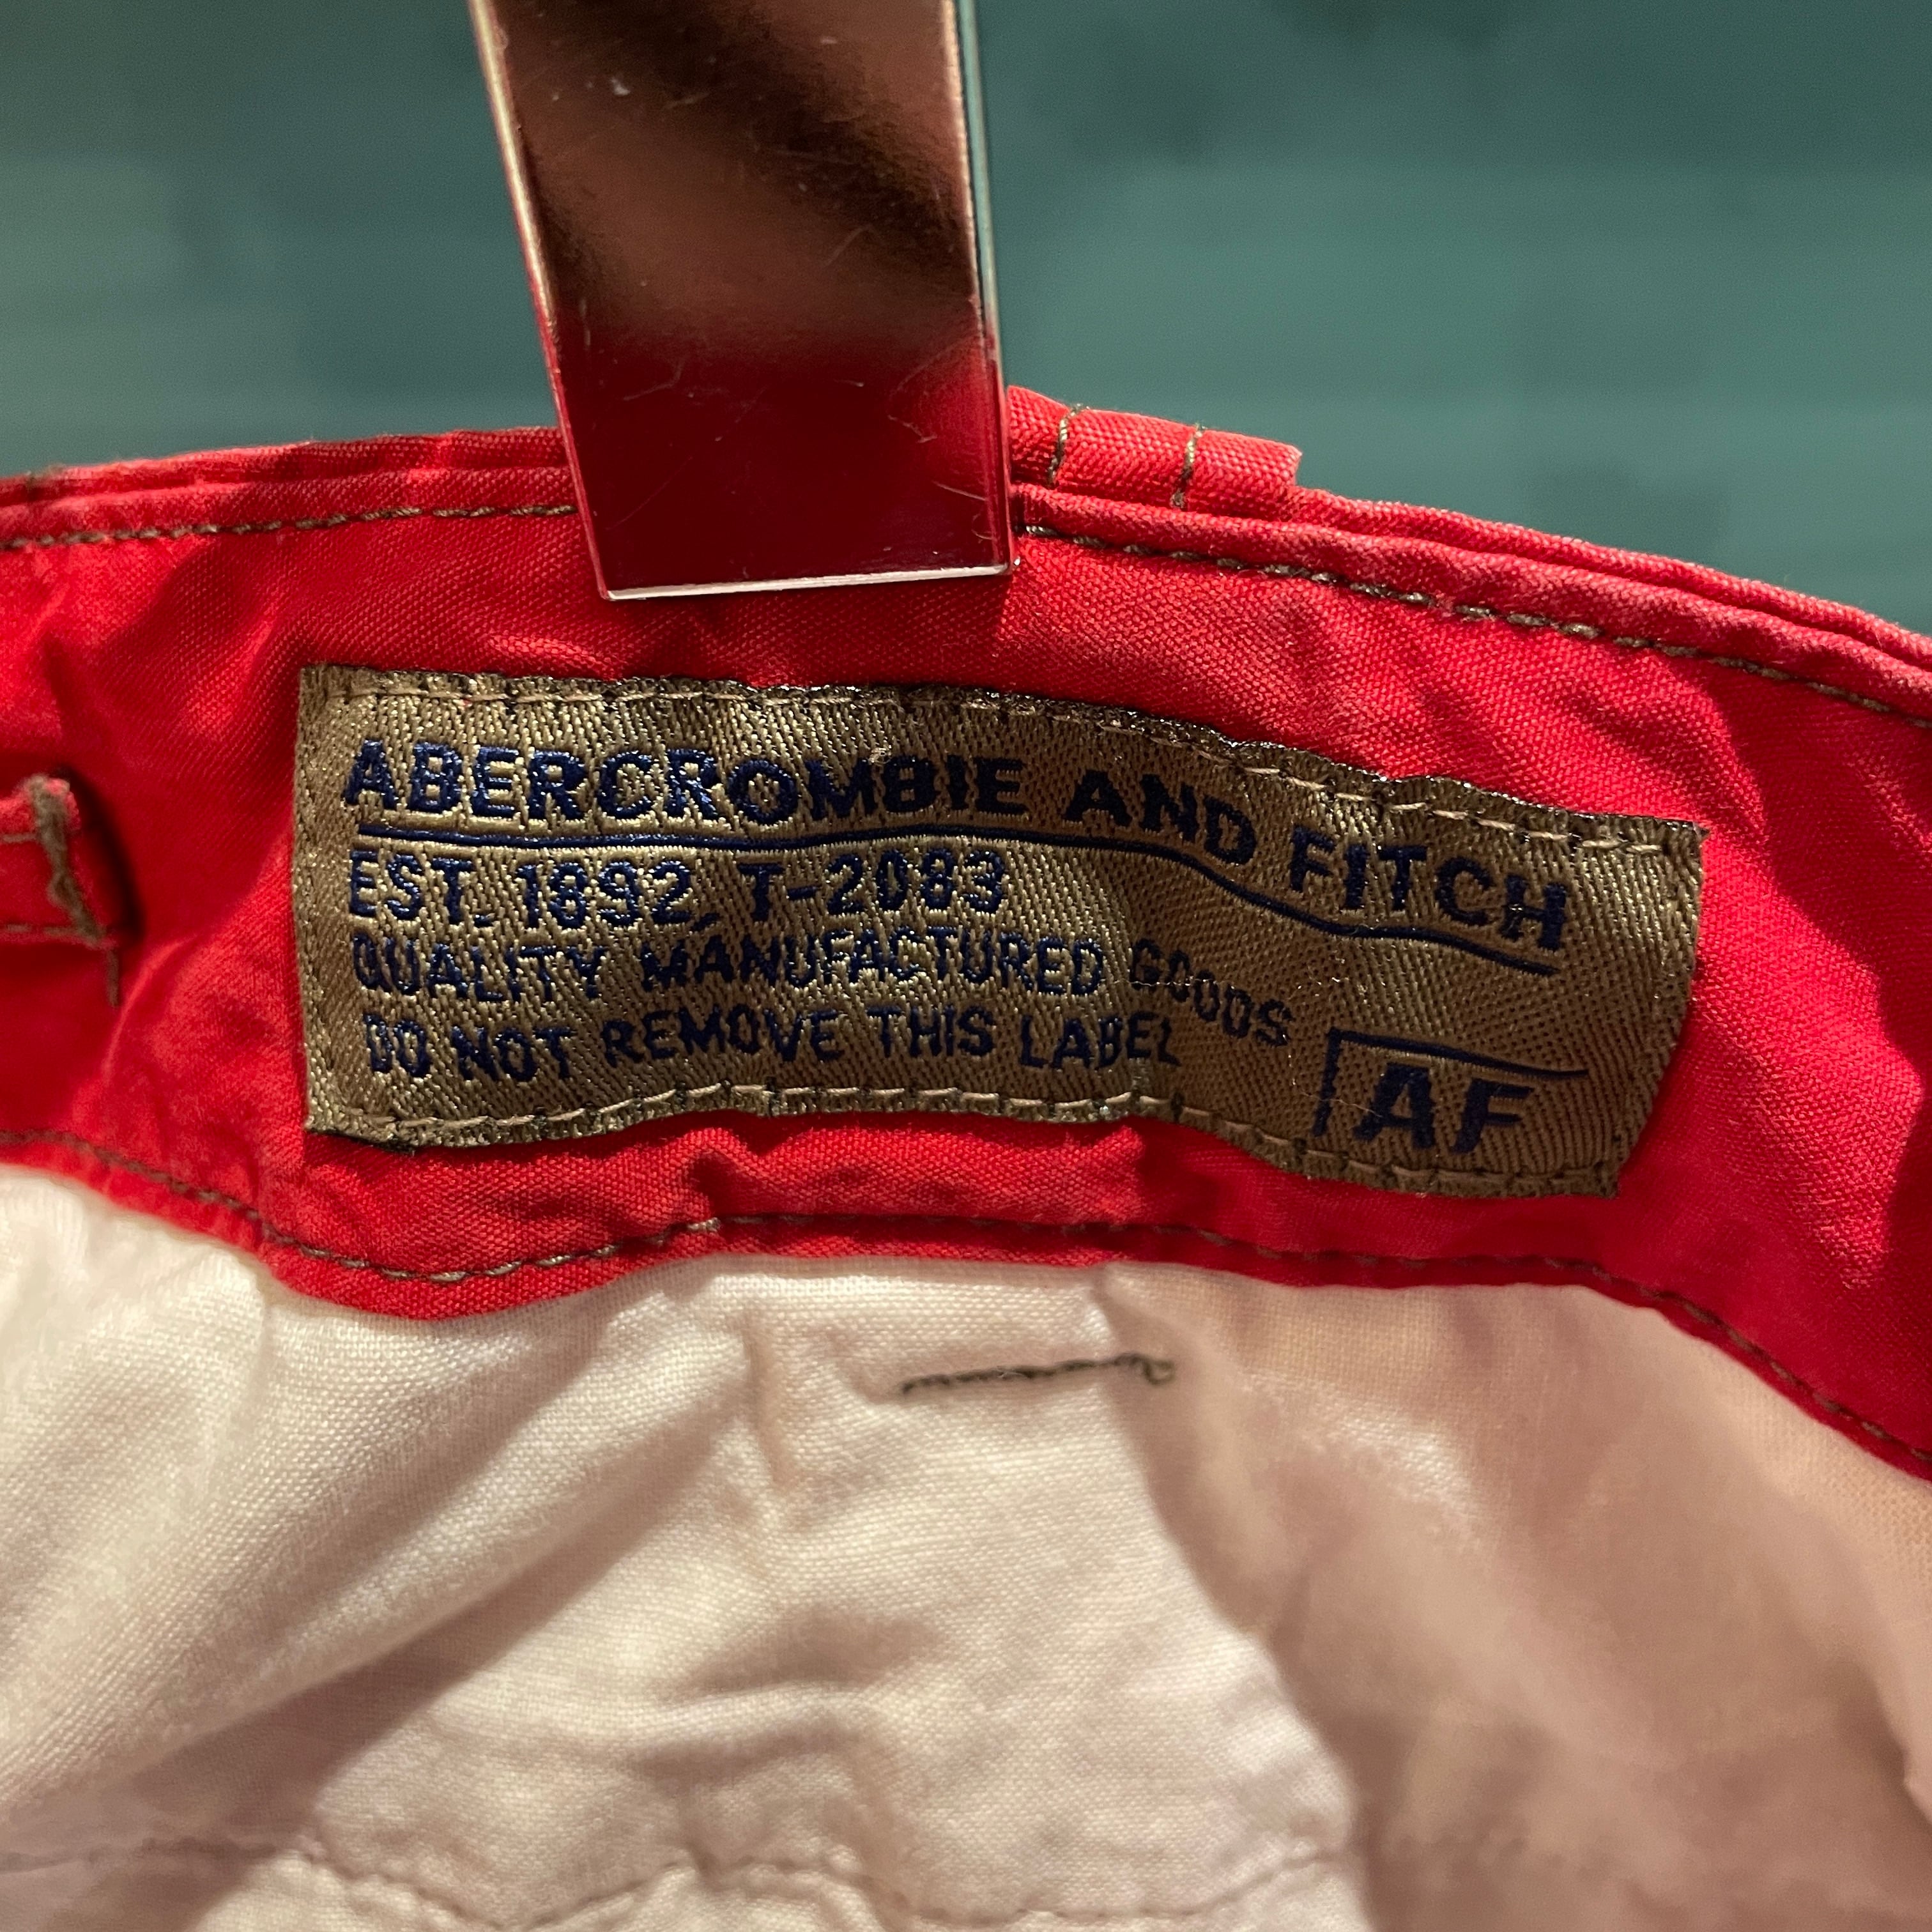 ABERCROMBIE AND FITCH
EST. 1892 T-2083
QUALITY MANUFACTURED GOODS
DO NOT REMOVE THIS LABEL
AF